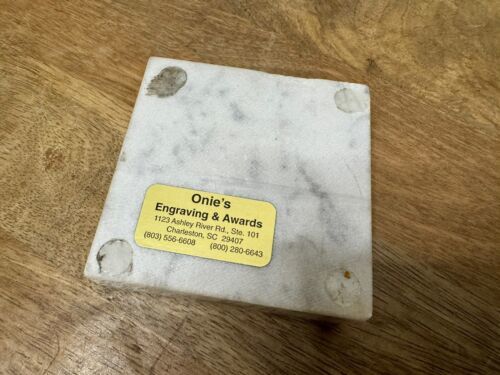 Onie's
Engraving & Awards
1123 Ashley River Rd., Ste. 101
Charleston, SC 29407
(803) 556-6608 (800) 280-6643